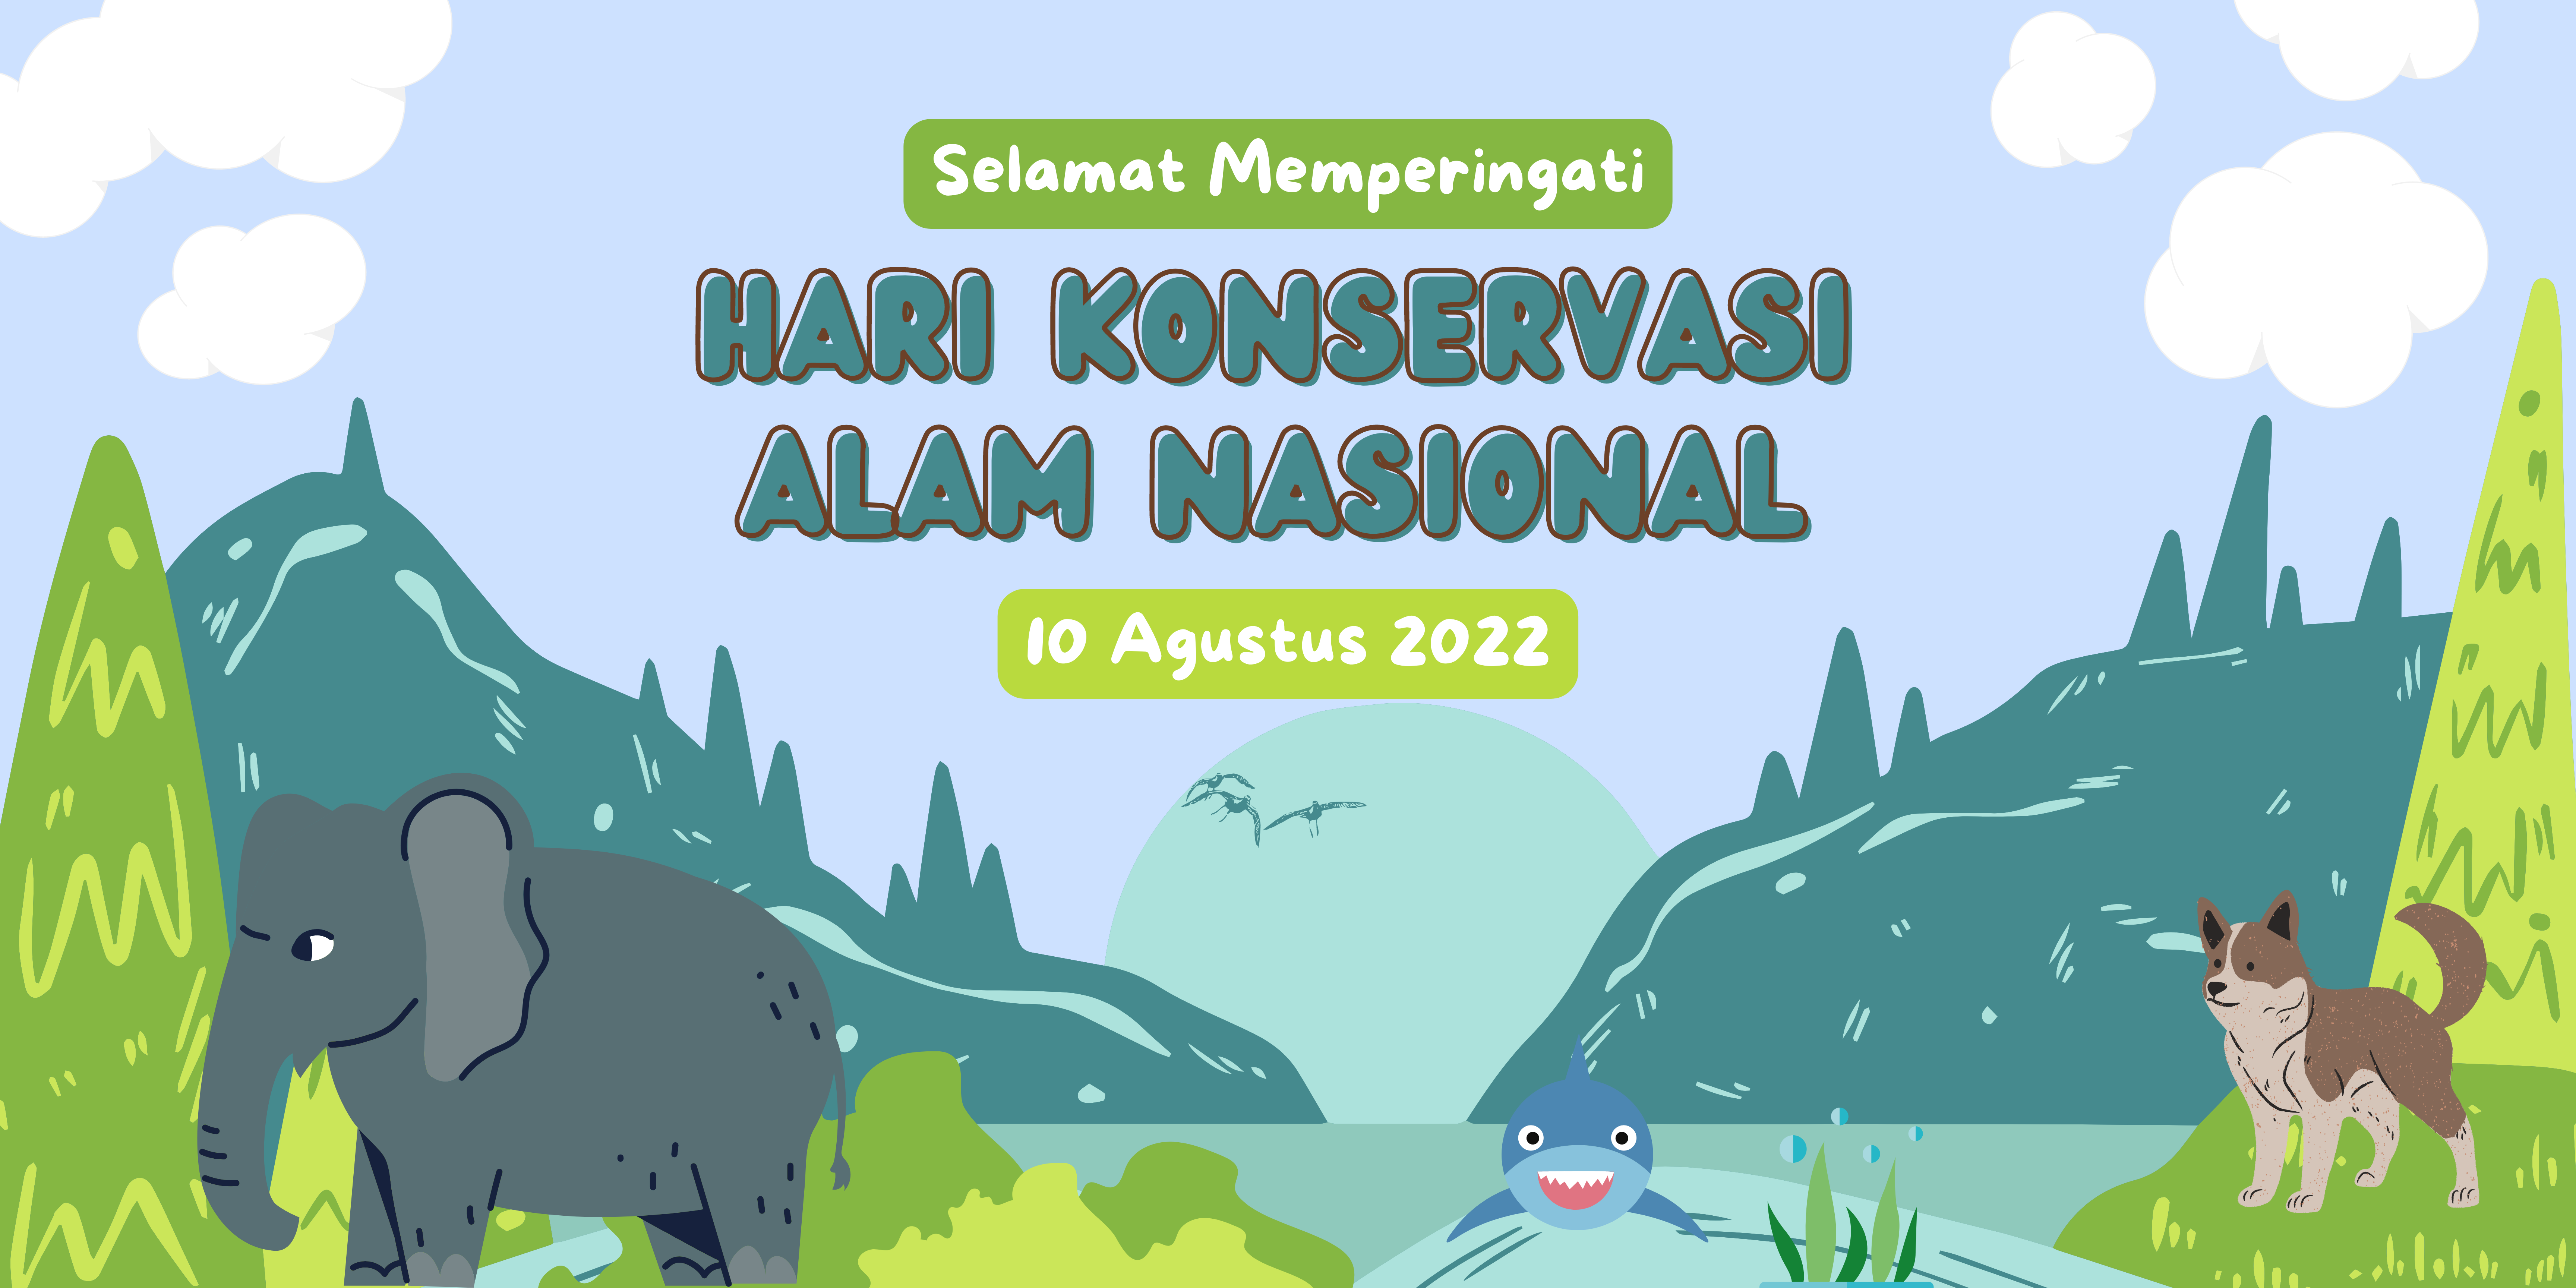 Selamat Memperingati
HARI KONSERVASI
ALAM NASIONAL
10 Agustus 2022